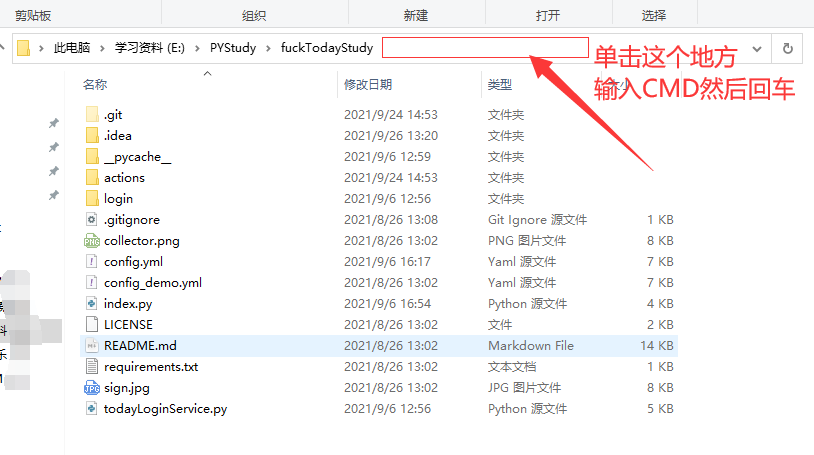 剪贴板 组织 新建 打开 选择
此电脑 学习资料 (E:) PYStudy fuckTodayStudy
单击这个地方
输入CMD然后回车
名称 修改日期 类型
.git 2021/9/24 14:53 文件夹
.idea 2021/9/26 13:20 文件夹
__pycache__ 2021/9/6 12:59 文件夹
actions 2021/9/24 14:53 文件夹
login 2021/9/6 12:56 文件夹
.gitignore 2021/8/26 13:08 Git Ignore 源文件 1 KB
collector.png 2021/8/26 13:02 PNG 图片文件 8 KB
config.yml 2021/9/6 16:17 Yaml 源文件 7 KB
config_demo.yml 2021/8/26 13:02 Yaml 源文件 7 KB
index.py 2021/9/6 16:54 Python 源文件 4 KB
LICENSE 2021/8/26 13:02 文件 2 KB
README.md 2021/8/26 13:02 Markdown File 14 KB
requirements.txt 2021/8/26 13:02 文本文档 1 KB
sign.jpg 2021/8/26 13:02 JPG 图片文件 8 KB
todayLoginService.py 2021/9/6 12:56 Python 源文件 5 KB